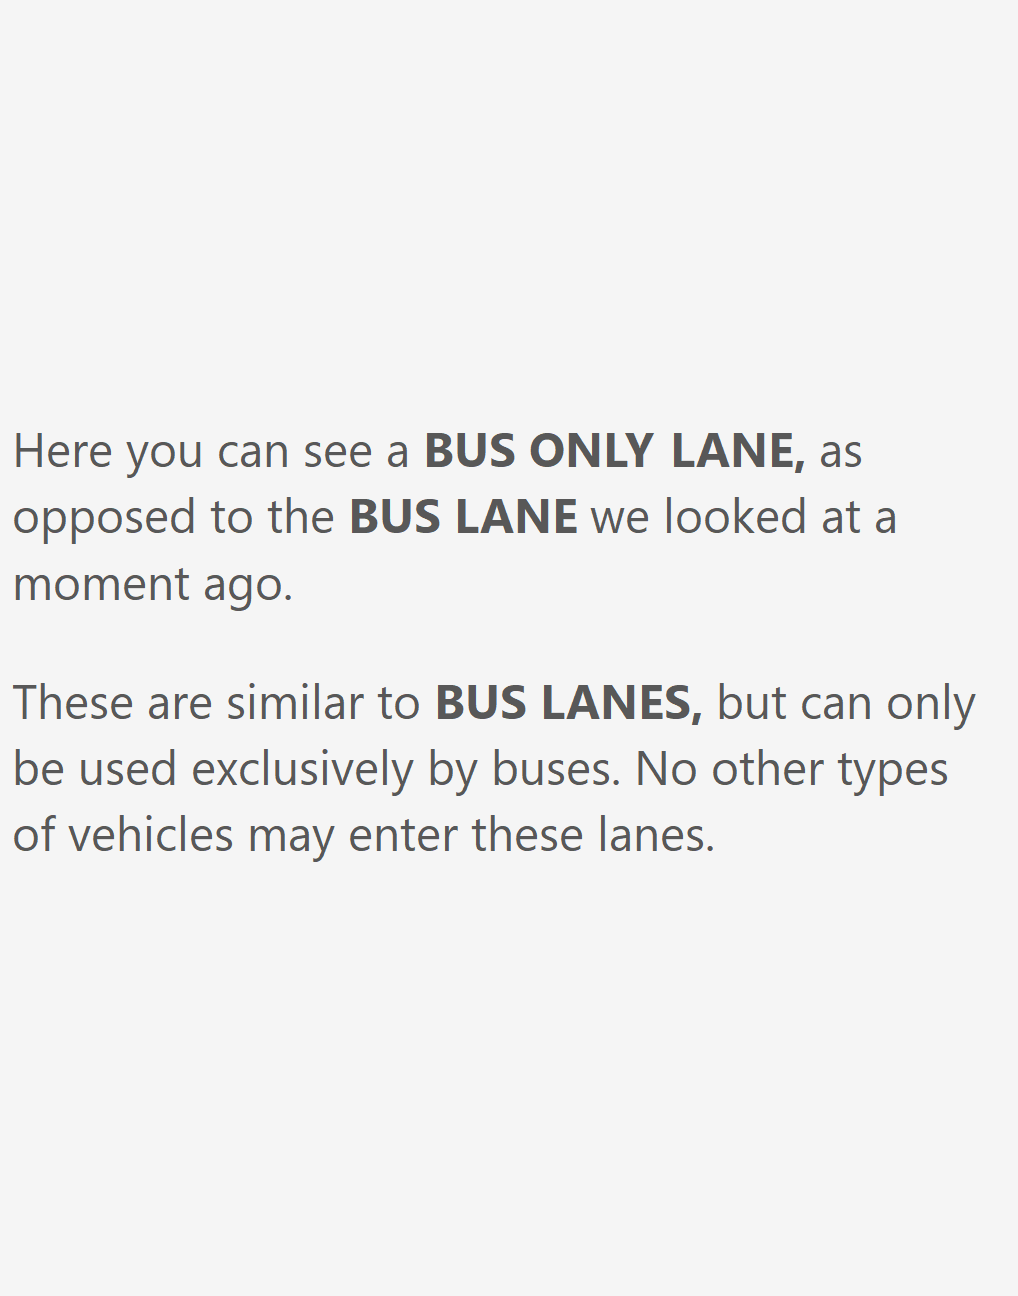 Here you can see a BUS ONLY LANE, as
opposed to the BUS LANE we looked at a
moment ago.
These are similar to BUS LANES, but can only
be used exclusively by buses. No other types
of vehicles may enter these lanes.